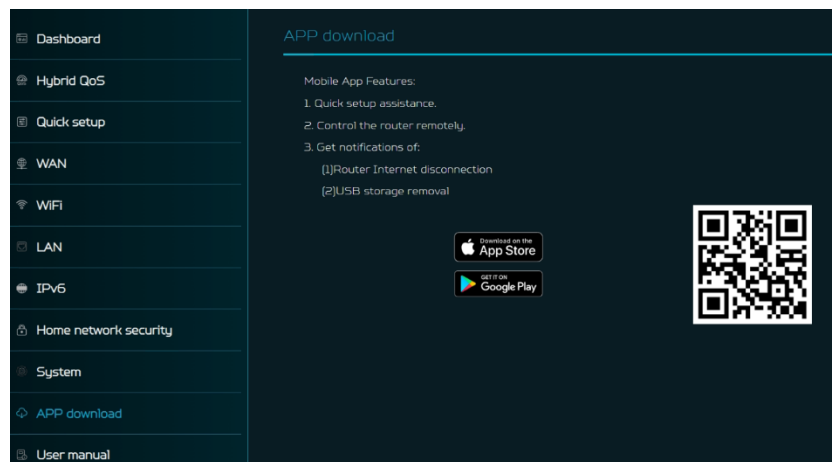 Dashboard
Hybrid QoS
Quick setup
WAN
WiFi
LAN
IPv6
Home network security
System
APP download
User manual
APP download
Mobile App Features:
1. Quick setup assistance.
2. Control the router remotely.
3. Get notifications of:
(1)Router Internet disconnection
(2)USB storage removal
Download on the
App Store
GET IT ON
Google Play